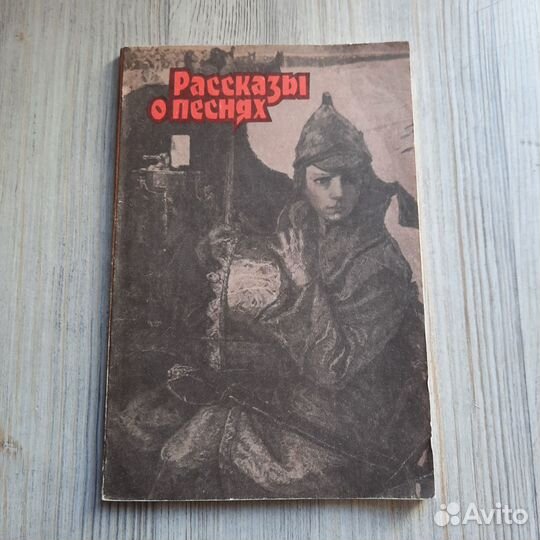 Рассказы
о песнях
Avito